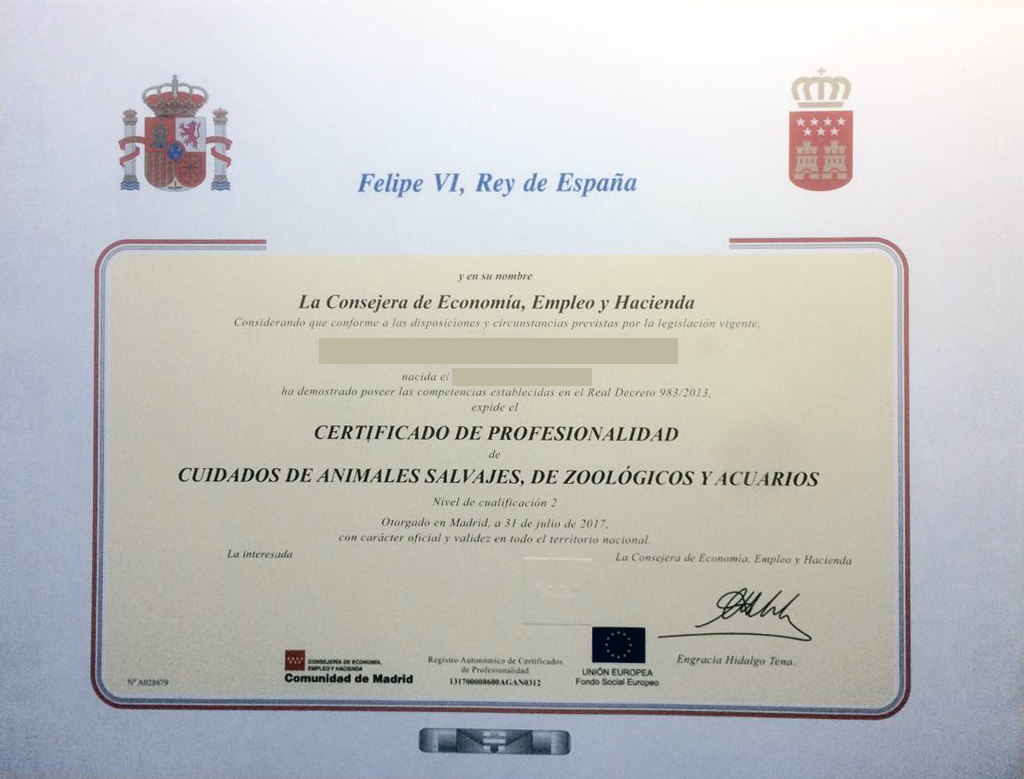 Felipe VI, Rey de España
y en su nombre
La Consejera de Economía, Empleo y Hacienda
Considerando que conforme a las disposiciones y circunstancias previstas por la legislación vigente,
nacida el
ha demostrado poseer las competencias establecidas en el Real Decreto 983/2013,
expide el
CERTIFICADO DE PROFESIONALIDAD
de
CUIDADOS DE ANIMALES SALVAJES, DE ZOOLÓGICOS Y ACUARIOS
Nivel de cualificación 2
Otorgado en Madrid, a 31 de julio de 2017,
con carácter oficial y validez en todo el territorio nacional.
La interesada
La Consejera de Economía, Empleo y Hacienda
Engracia Hidalgo Tena
Nº A028679
CONSEJERÍA DE ECONOMÍA,
EMPLEO Y HACIENDA
Comunidad de Madrid
Registro Autonómico de Certificados
de Profesionalidad
131700008600AGAN0312
UNIÓN EUROPEA
Fondo Social Europeo